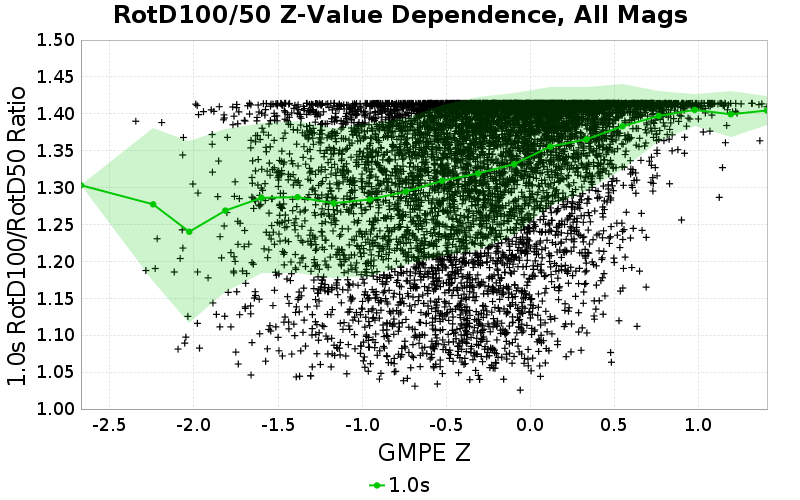 RotD100/50 Z-Value Dependence, All Mags
1.0s RotD100/RotD50 Ratio
1.50
1.45
1.40
1.35
1.30
1.25
1.20
1.15
1.10
1.05
1.00
-2.5 -2.0 -1.5 -1.0 -0.5 0.0 0.5 1.0
GMPE Z
1.0s